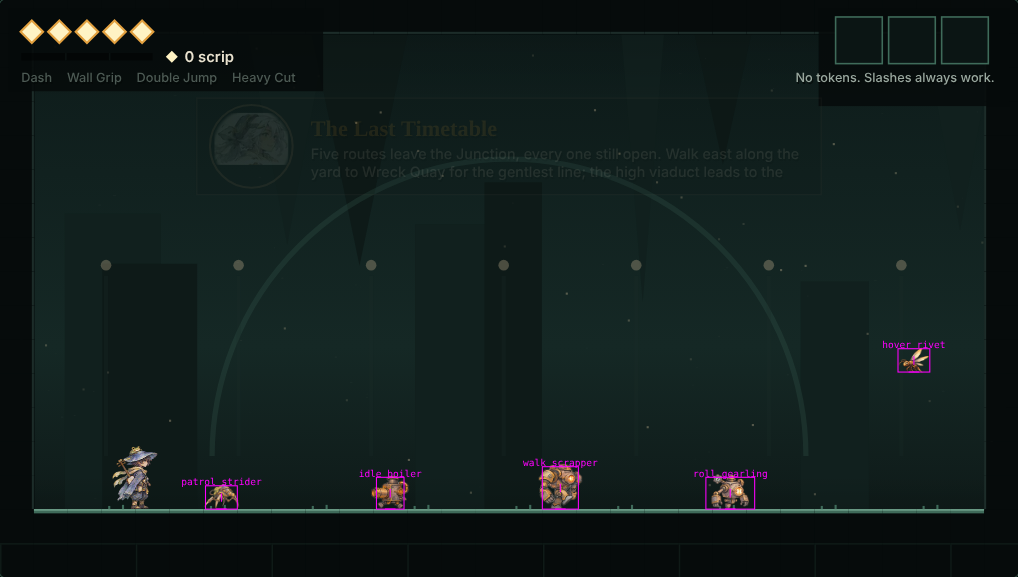 0 scrip
Dash Wall Grip Double Jump Heavy Cut
No tokens. Slashes always work.
The Last Timetable
Five routes leave the Junction, every one still open. Walk east along the
yard to Wreck Quay for the gentlest line; the high viaduct leads to the
hover rivet
patrol strider
idle boiler
walk scrapper
roll gearling